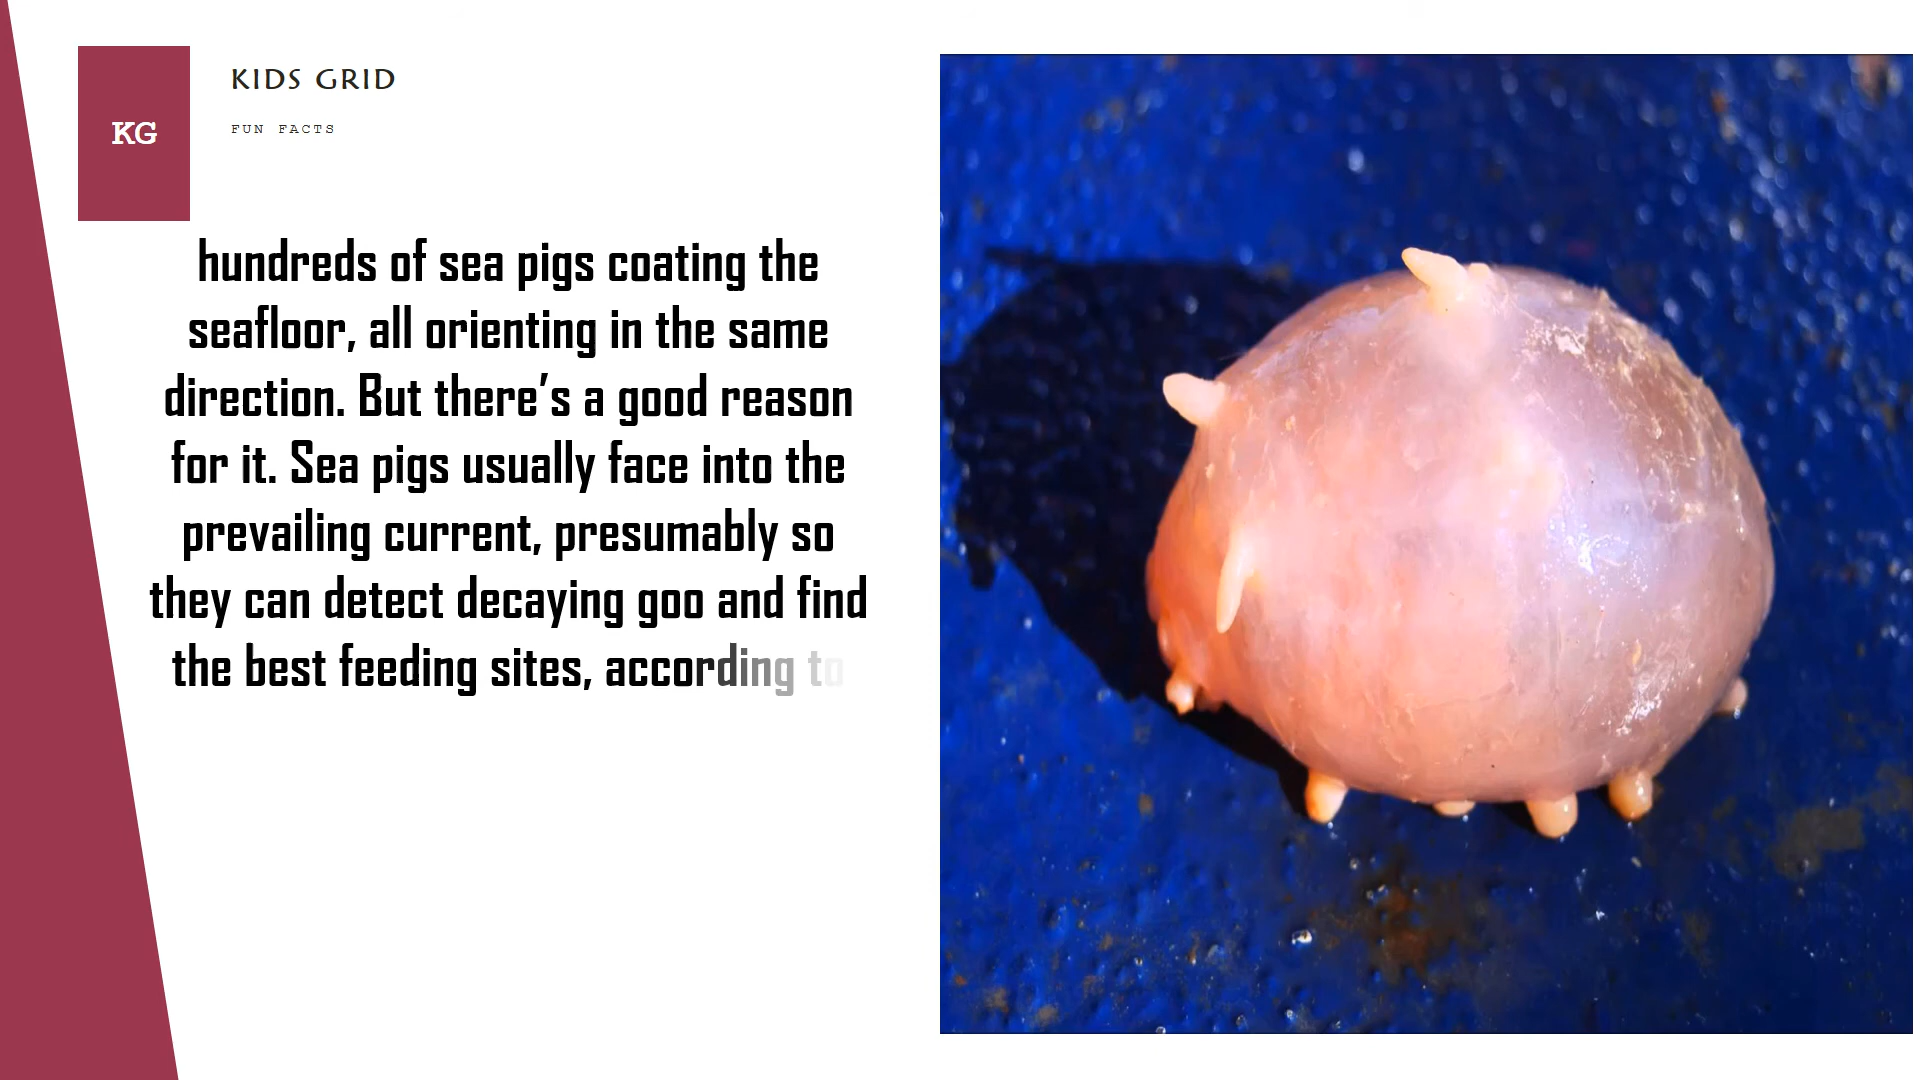 KG
KIDS GRID
FUN FACTS
hundreds of sea pigs coating the
seafloor, all orienting in the same
direction. But there’s a good reason
for it. Sea pigs usually face into the
prevailing current, presumably so
they can detect decaying goo and find
the best feeding sites, according to